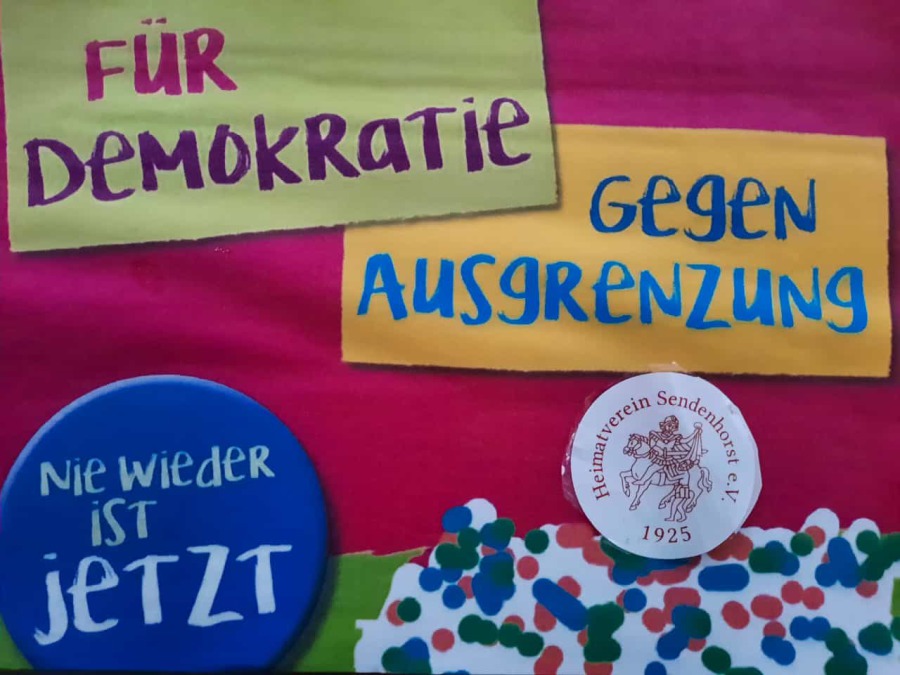 FÜR
DEMOKRATIE
GEGEN
AUSGRENZUNG
NIE WIEDER
IST
JETZT
Heimatverein Sendenhorst e.V.
1925